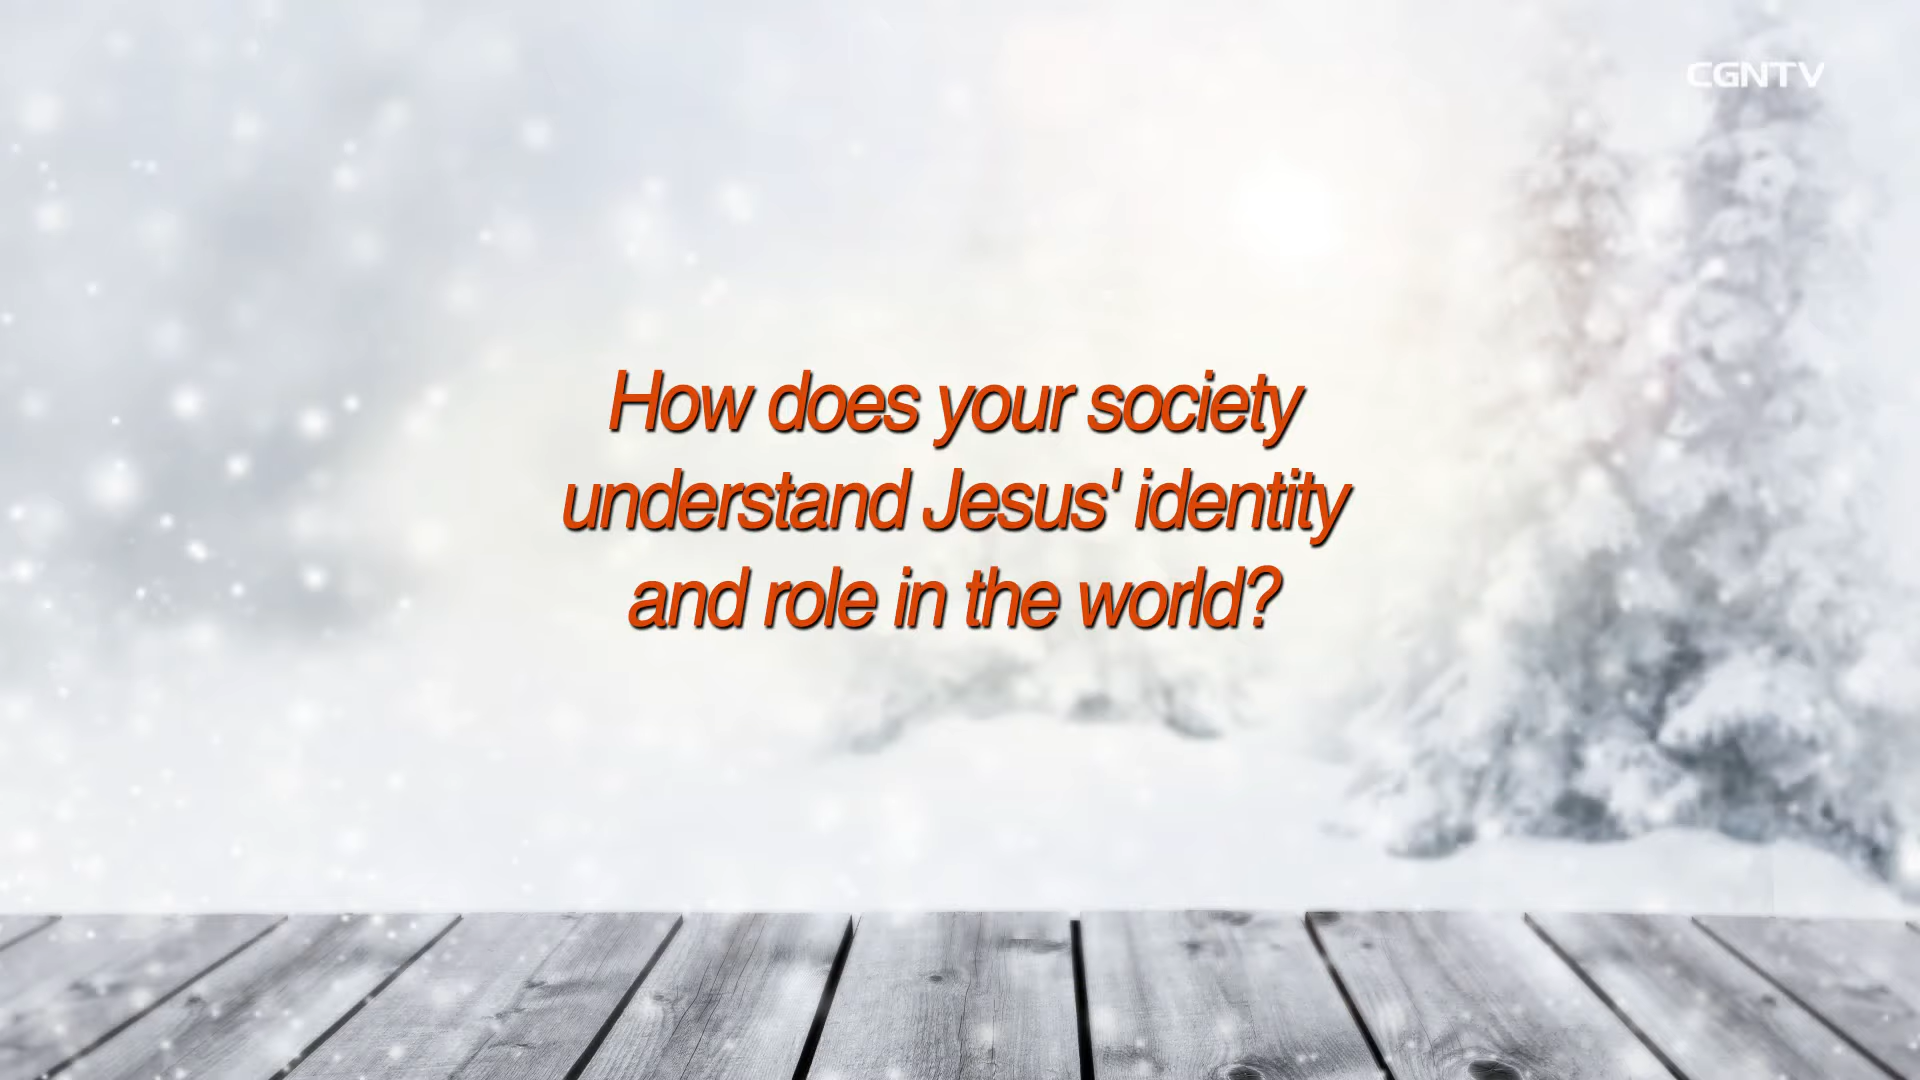 CGNTV
How does your society
understand Jesus' identity
and role in the world?